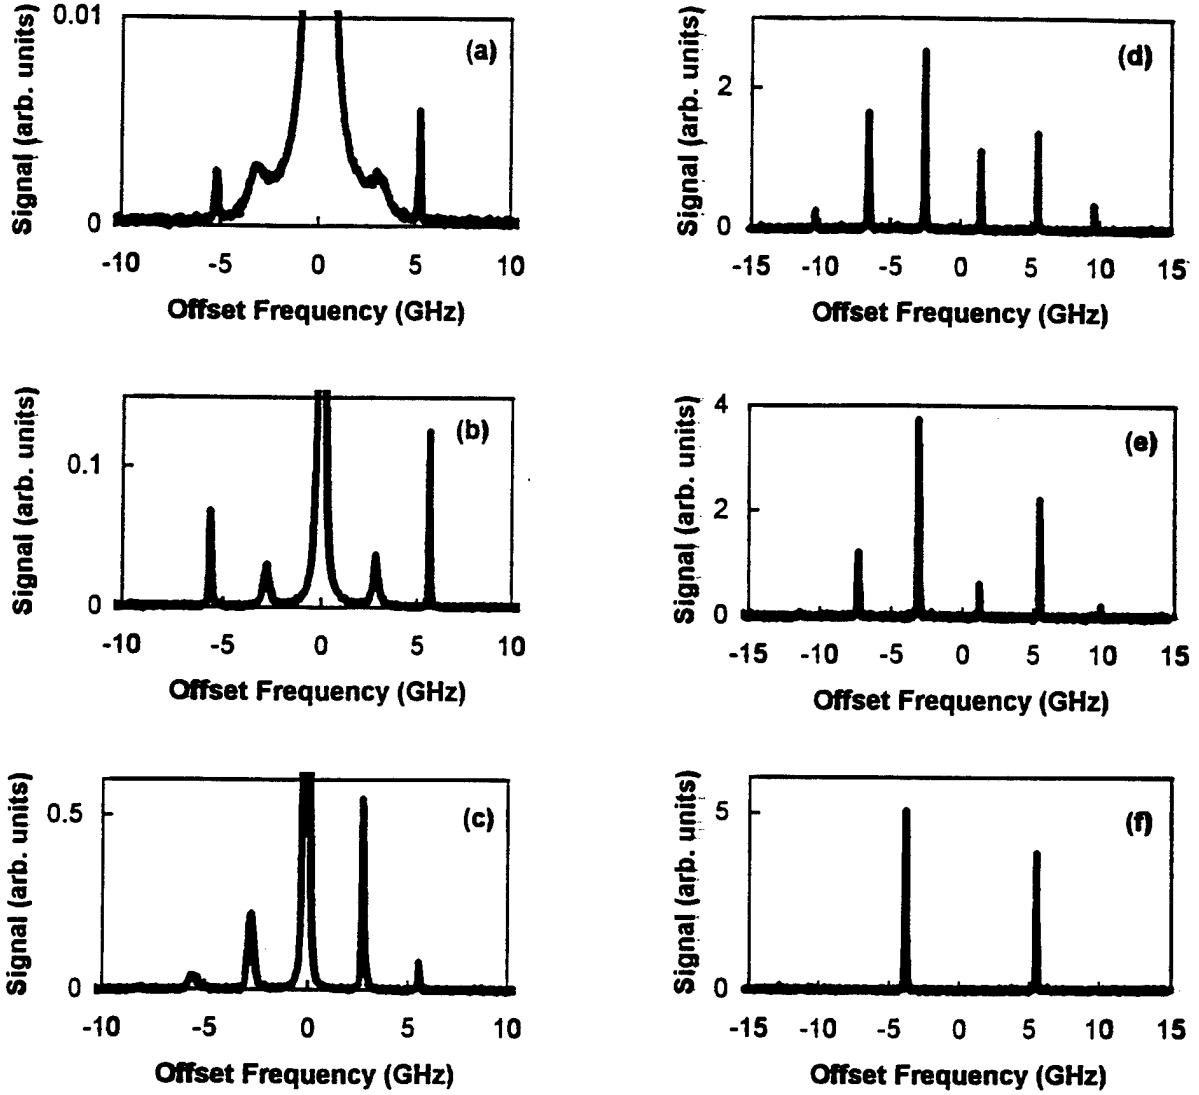 0.01
(a)
Signal (arb. units)
0
-10 -5 0 5 10
Offset Frequency (GHz)
(b)
Signal (arb. units)
0.1
0
-10 -5 0 5 10
Offset Frequency (GHz)
(c)
Signal (arb. units)
0.5
0
-10 -5 0 5 10
Offset Frequency (GHz)
(d)
Signal (arb. units)
2
0
-15 -10 -5 0 5 10 15
Offset Frequency (GHz)
4
(e)
Signal (arb. units)
2
0
-15 -10 -5 0 5 10 15
Offset Frequency (GHz)
(f)
Signal (arb. units)
5
0
-15 -10 -5 0 5 10 15
Offset Frequency (GHz)